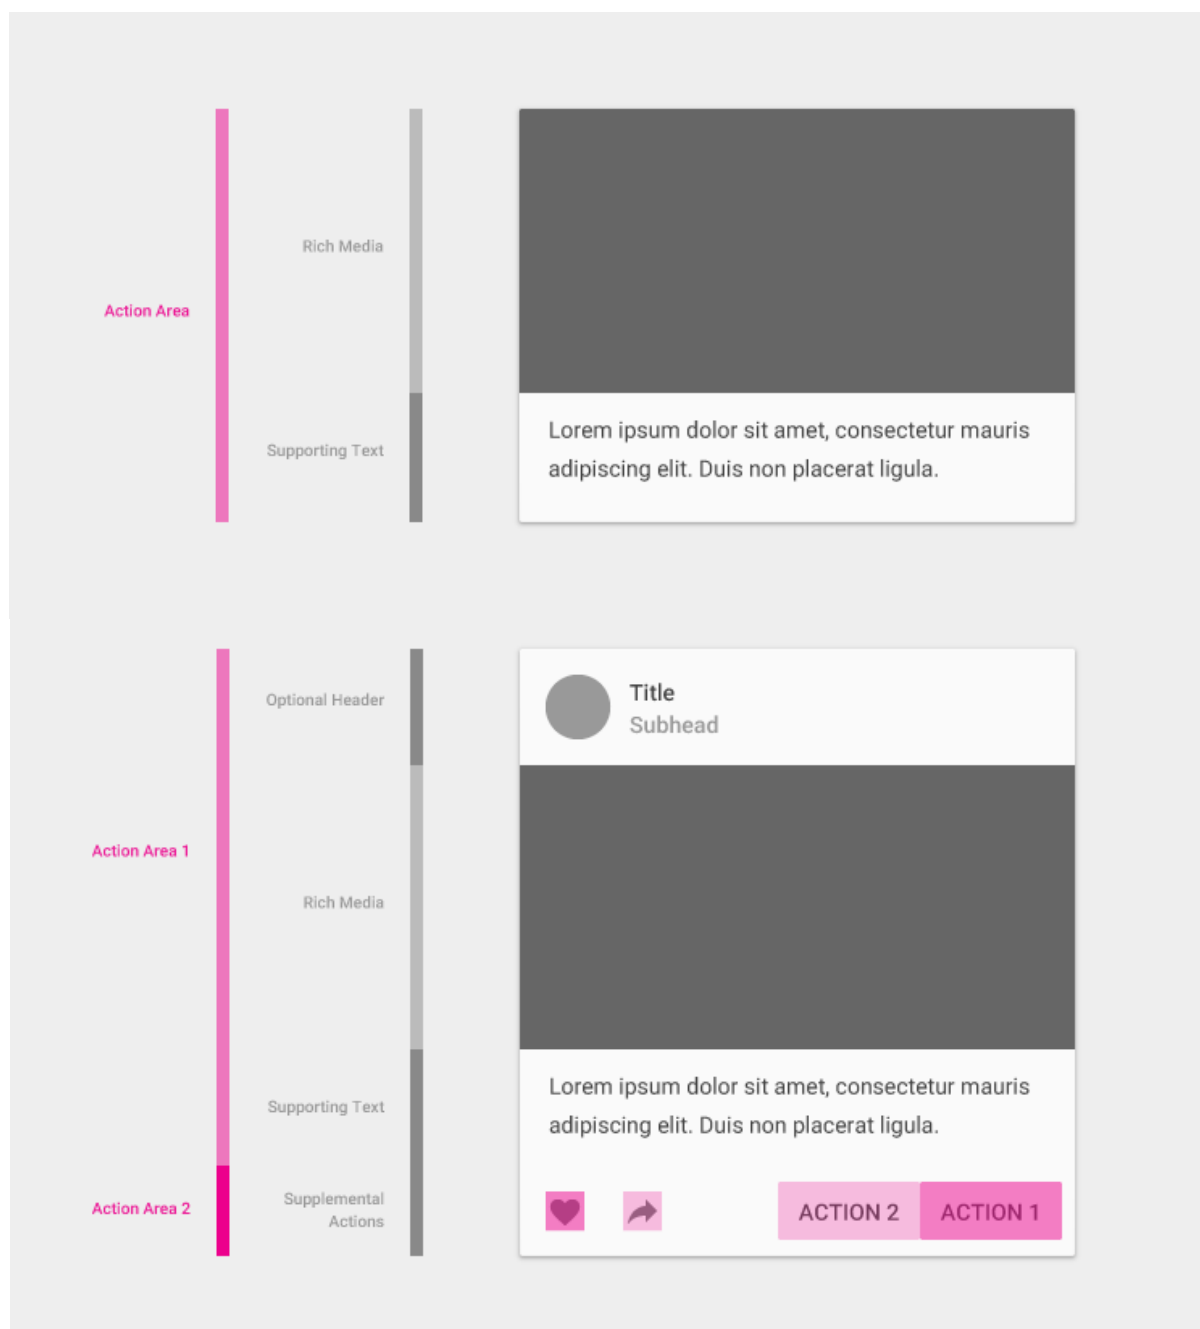 Rich Media
Action Area
Supporting Text
Lorem ipsum dolor sit amet, consectetur mauris
adipiscing elit. Duis non placerat ligula.
Optional Header
Title
Subhead
Action Area 1
Rich Media
Supporting Text
Lorem ipsum dolor sit amet, consectetur mauris
adipiscing elit. Duis non placerat ligula.
Action Area 2
Supplemental
Actions
ACTION 2
ACTION 1